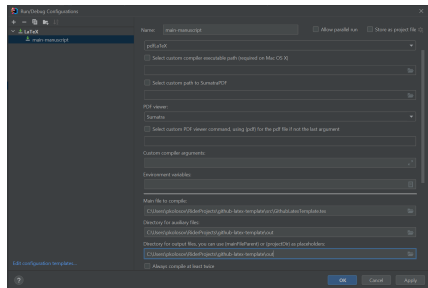 Run/Debug Configurations
Name: main-manuscript
Allow parallel run
Store as project file
LaTeX
main-manuscript
pdfLaTeX
Select custom compiler executable path (required on Mac OS X)
Select custom path to SumatraPDF
PDF viewer:
Sumatra
Select custom PDF viewer command, using {pdf} for the pdf file if not the last argument
Custom compiler arguments:
Environment variables:
Main file to compile:
Directory for auxiliary files:
Directory for output files, you can use {mainFileParent} or {projectDir} as placeholders:
Always compile at least twice
Edit configuration templates...
?
OK
Cancel
Apply